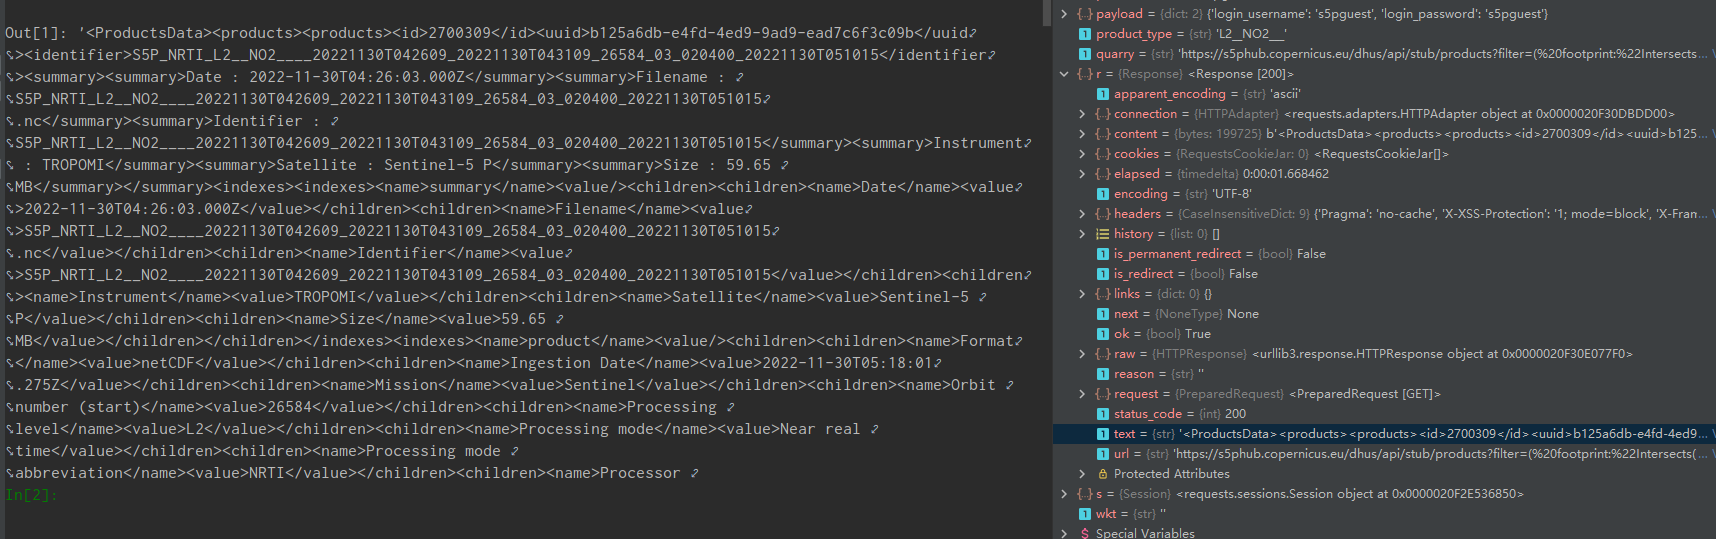 Out[1]: '<ProductsData><products><products><id>2700309</id><uuid>b125a6db-e4fd-4ed9-9ad9-ead7c6f3c09b</uuid
><identifier>S5P_NRTI_L2__NO2____20221130T042609_20221130T043109_26584_03_020400_20221130T051015</identifier
><summary><summary>Date : 2022-11-30T04:26:03.000Z</summary><summary>Filename :
S5P_NRTI_L2__NO2____20221130T042609_20221130T043109_26584_03_020400_20221130T051015
.nc</summary><summary>Identifier :
S5P_NRTI_L2__NO2____20221130T042609_20221130T043109_26584_03_020400_20221130T051015</summary><summary>Instrument
: TROPOMI</summary><summary>Satellite : Sentinel-5 P</summary><summary>Size : 59.65
MB</summary></summary><indexes><indexes><name>summary</name><value/><children><children><name>Date</name><value
>2022-11-30T04:26:03.000Z</value></children><children><name>Filename</name><value
>S5P_NRTI_L2__NO2____20221130T042609_20221130T043109_26584_03_020400_20221130T051015
.nc</value></children><children><name>Identifier</name><value
>S5P_NRTI_L2__NO2____20221130T042609_20221130T043109_26584_03_020400_20221130T051015</value></children><children
><name>Instrument</name><value>TROPOMI</value></children><children><name>Satellite</name><value>Sentinel-5
P</value></children><children><name>Size</name><value>59.65
MB</value></children></children></indexes><indexes><name>product</name><value/><children><children><name>Format
</name><value>netCDF</value></children><children><name>Ingestion Date</name><value>2022-11-30T05:18:01
.275Z</value></children><children><name>Mission</name><value>Sentinel</value></children><children><name>Orbit
number (start)</name><value>26584</value></children><children><name>Processing
level</name><value>L2</value></children><children><name>Processing mode</name><value>Near real
time</value></children><children><name>Processing mode
abbreviation</name><value>NRTI</value></children><children><name>Processor
In[2]:
payload = {dict: 2} {'login_username': 's5pguest', 'login_password': 's5pguest'}
product_type = {str} 'L2__NO2__'
quarry = {str} 'https://s5phub.copernicus.eu/dhus/api/stub/products?filter=(%20footprint:%22Intersects...
r = {Response} <Response [200]>
apparent_encoding = {str} 'ascii'
connection = {HTTPAdapter} <requests.adapters.HTTPAdapter object at 0x0000020F30DBDD00>
content = {bytes: 199725} b'<ProductsData><products><products><id>2700309</id><uuid>b125...
cookies = {RequestsCookieJar: 0} <RequestsCookieJar[]>
elapsed = {timedelta} 0:00:01.668462
encoding = {str} 'UTF-8'
headers = {CaseInsensitiveDict: 9} {'Pragma': 'no-cache', 'X-XSS-Protection': '1; mode=block', 'X-Fram...
history = {list: 0} []
is_permanent_redirect = {bool} False
is_redirect = {bool} False
links = {dict: 0} {}
next = {NoneType} None
ok = {bool} True
raw = {HTTPResponse} <urllib3.response.HTTPResponse object at 0x0000020F30E077F0>
reason = {str} ''
request = {PreparedRequest} <PreparedRequest [GET]>
status_code = {int} 200
text = {str} '<ProductsData><products><products><id>2700309</id><uuid>b125a6db-e4fd-4ed9...
url = {str} 'https://s5phub.copernicus.eu/dhus/api/stub/products?filter=(%20footprint:%22Intersects(...
Protected Attributes
s = {Session} <requests.sessions.Session object at 0x0000020F2E536850>
wkt = {str} ''
Special Variables